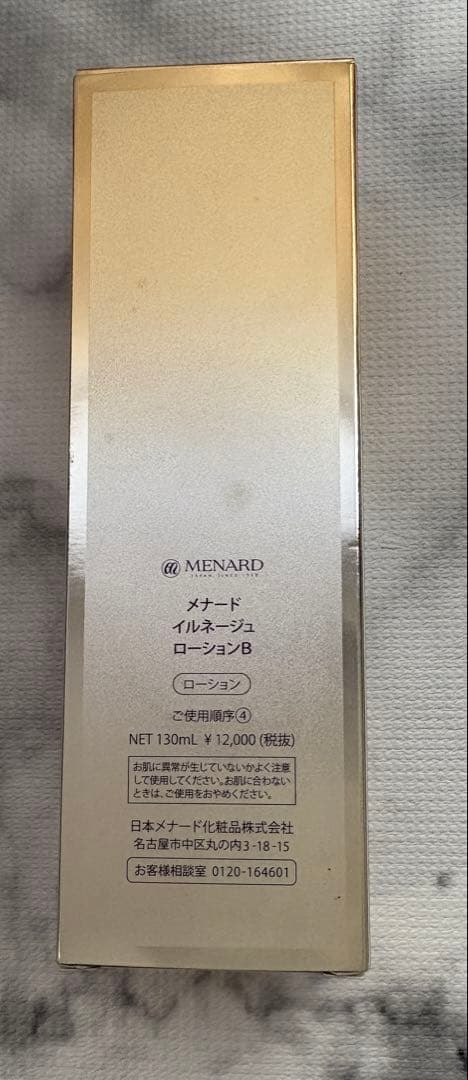 MENARD
JAPAN SINCE 1959
メナード
イルネージュ
ローションB
ローション
ご使用順序④
NET 130mL ￥12,000 (税抜)
お肌に異常が生じていないかよく注意
して使用してください。お肌に合わない
ときは、ご使用をおやめください。
日本メナード化粧品株式会社
名古屋市中区丸の内3-18-15
お客様相談室 0120-164601